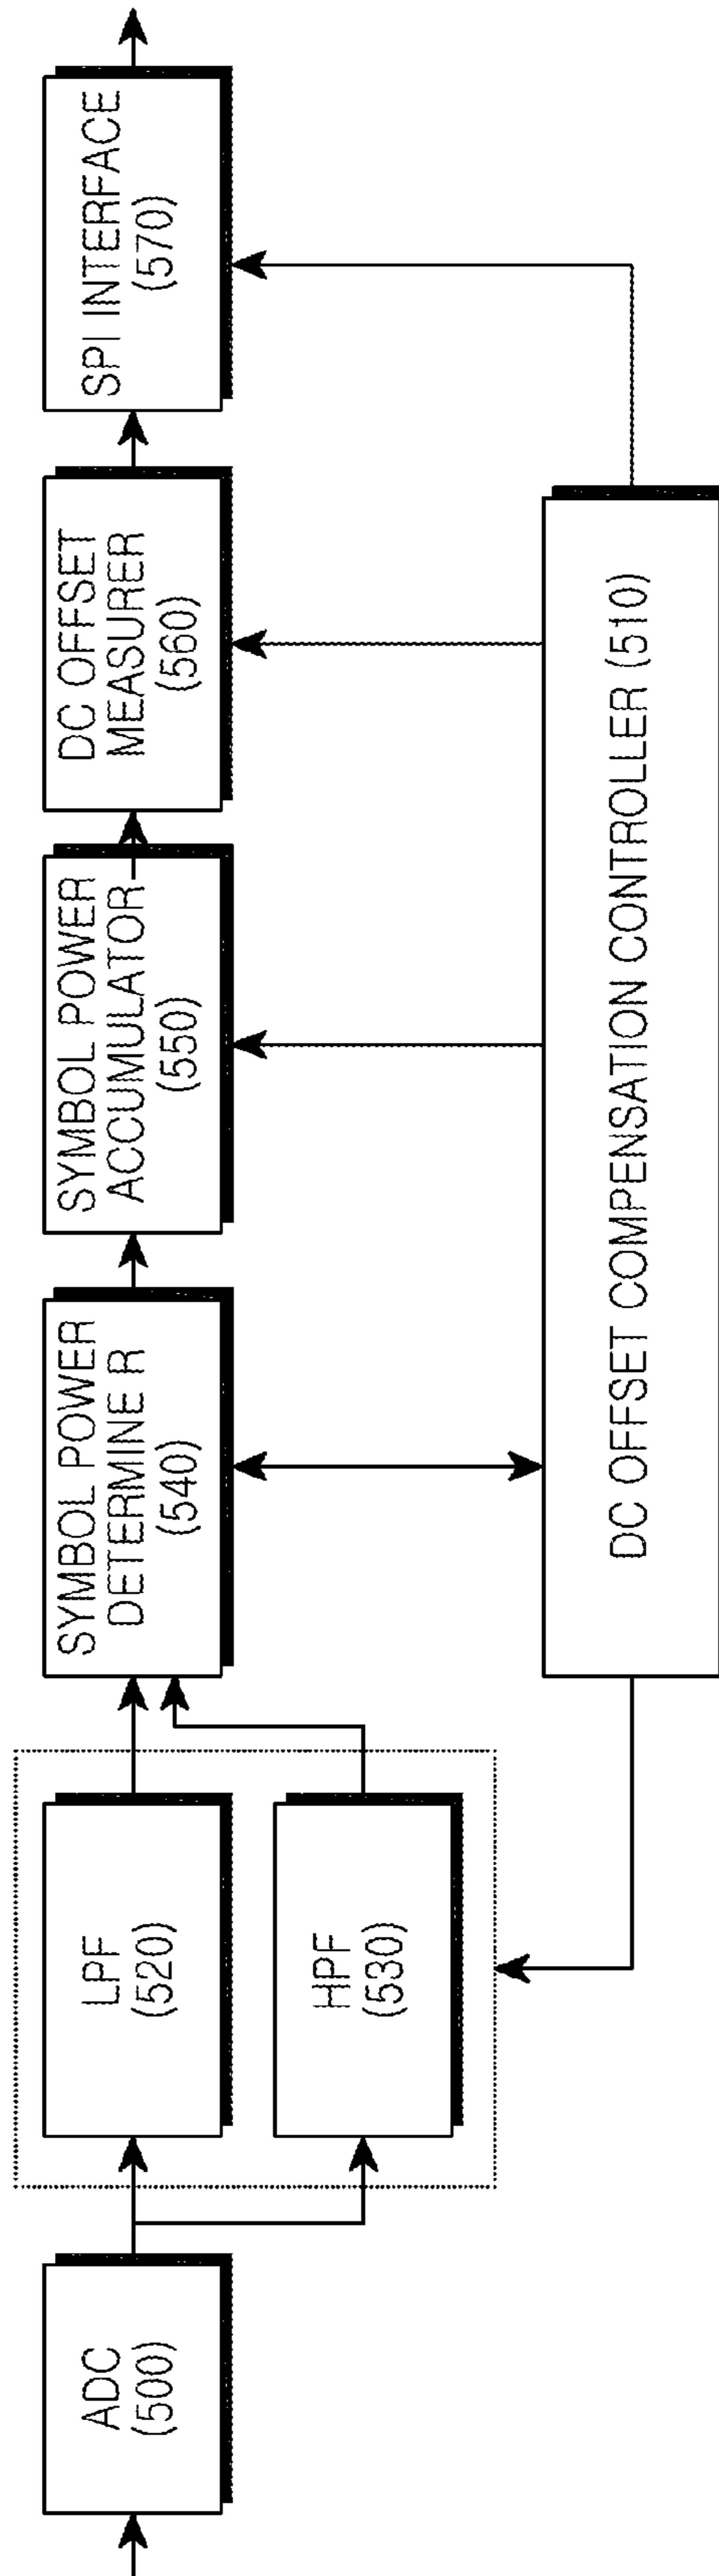 ADC
(500)
LPF
(520)
HPF
(530)
SYMBOL POWER
DETERMINE R
(540)
SYMBOL POWER
ACCUMULATOR
(550)
DC OFFSET
MEASURER
(560)
SPI INTERFACE
(570)
DC OFFSET COMPENSATION CONTROLLER (510)